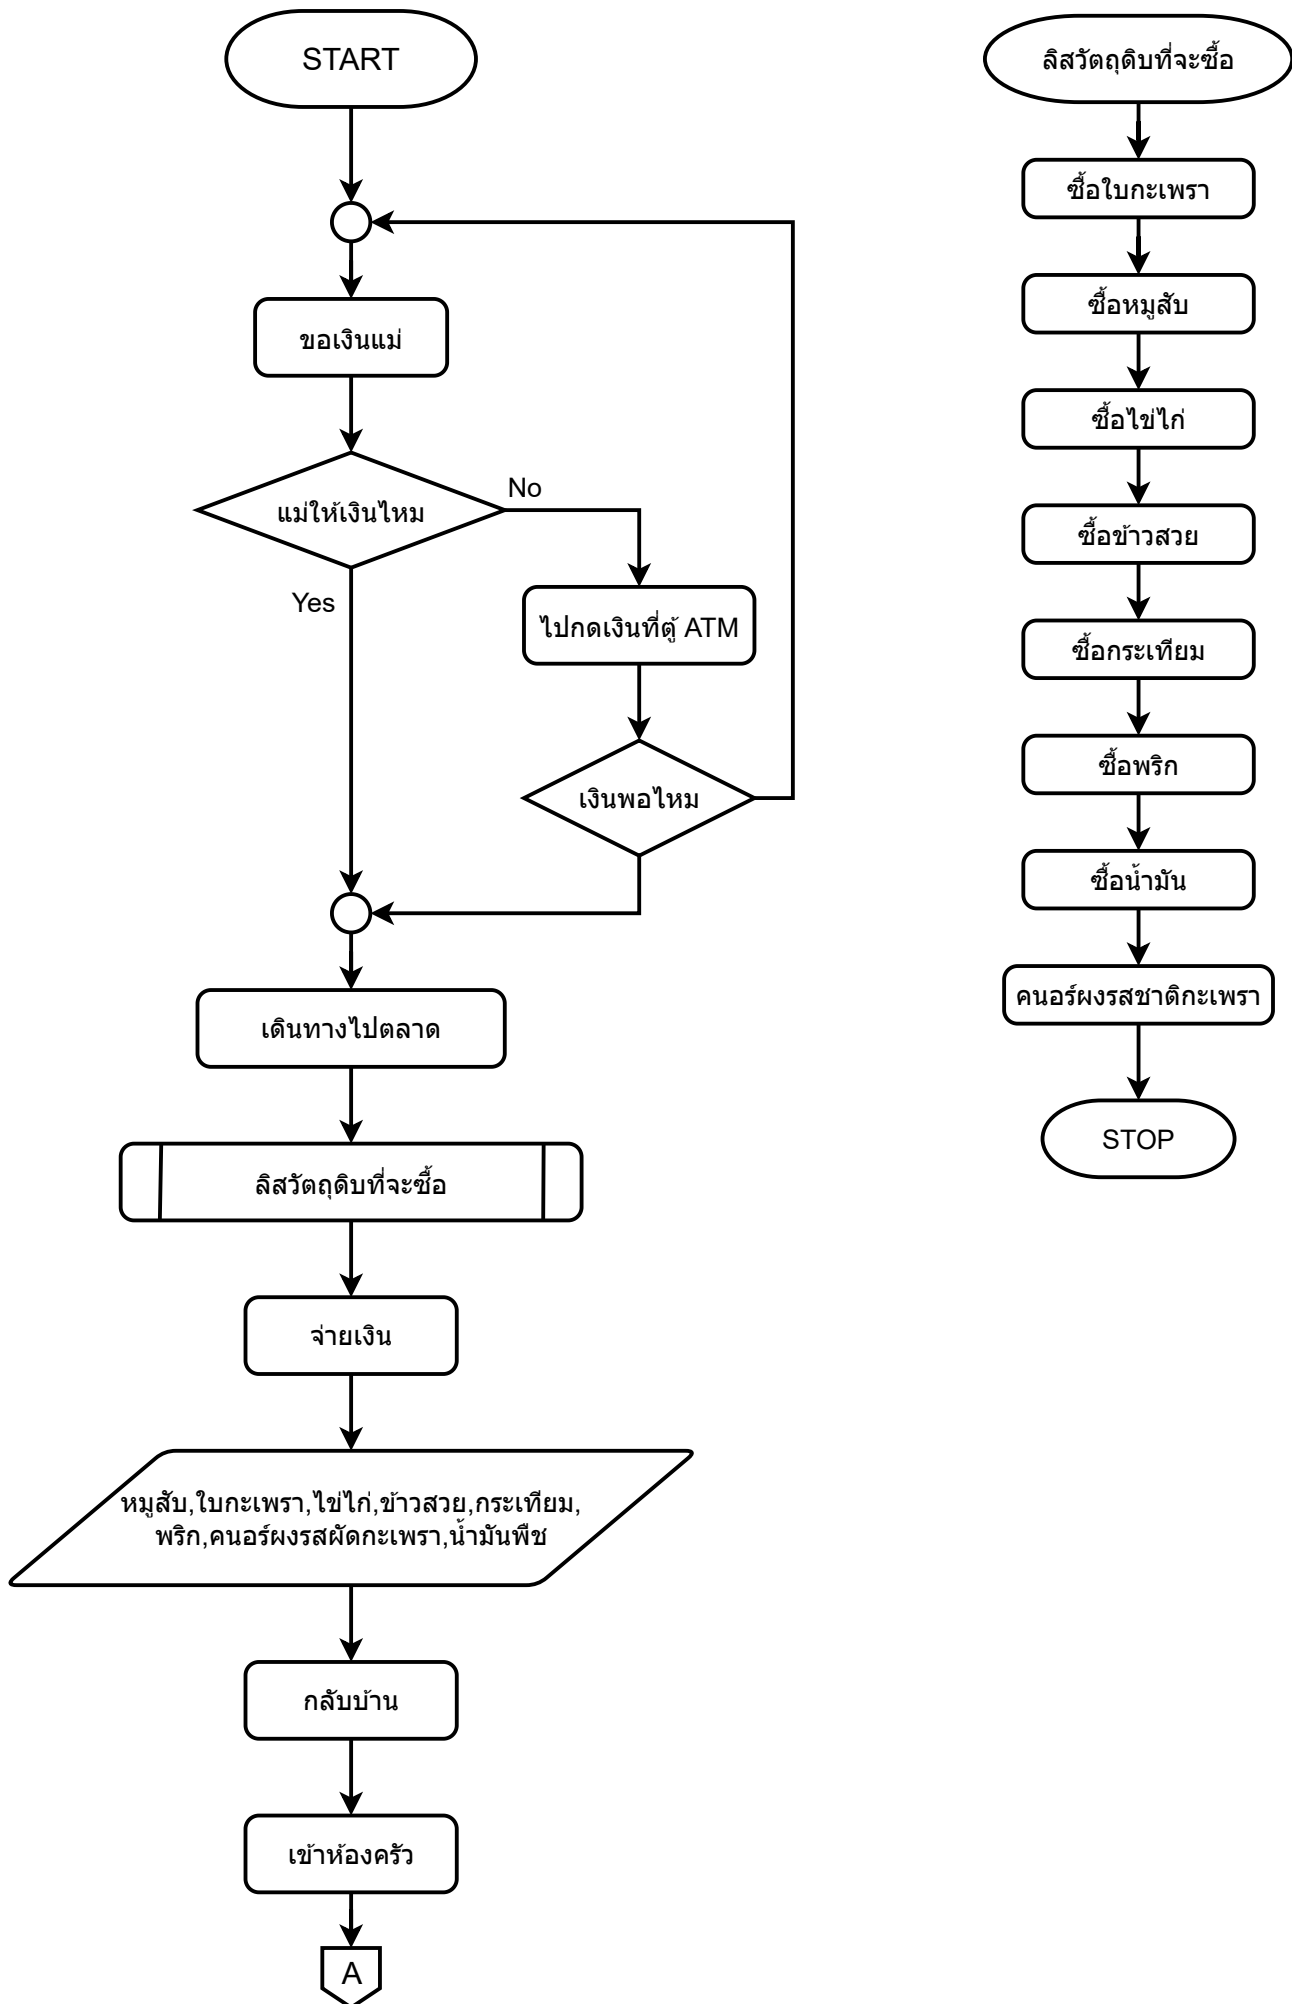 START
ขอเงินแม่
แม่ให้เงินไหม
No
Yes
ไปกดเงินที่ตู้ ATM
เงินพอไหม
เดินทางไปตลาด
ลิสวัตถุดิบที่จะซื้อ
จ่ายเงิน
หมูสับ,ใบกะเพรา,ไข่ไก่,ข้าวสวย,กระเทียม,
พริก,คนอร์ผงรสผัดกะเพรา,น้ำมันพืช
กลับบ้าน
เข้าห้องครัว
A
ลิสวัตถุดิบที่จะซื้อ
ซื้อใบกะเพรา
ซื้อหมูสับ
ซื้อไข่ไก่
ซื้อข้าวสวย
ซื้อกระเทียม
ซื้อพริก
ซื้อน้ำมัน
คนอร์ผงรสชาติกะเพรา
STOP